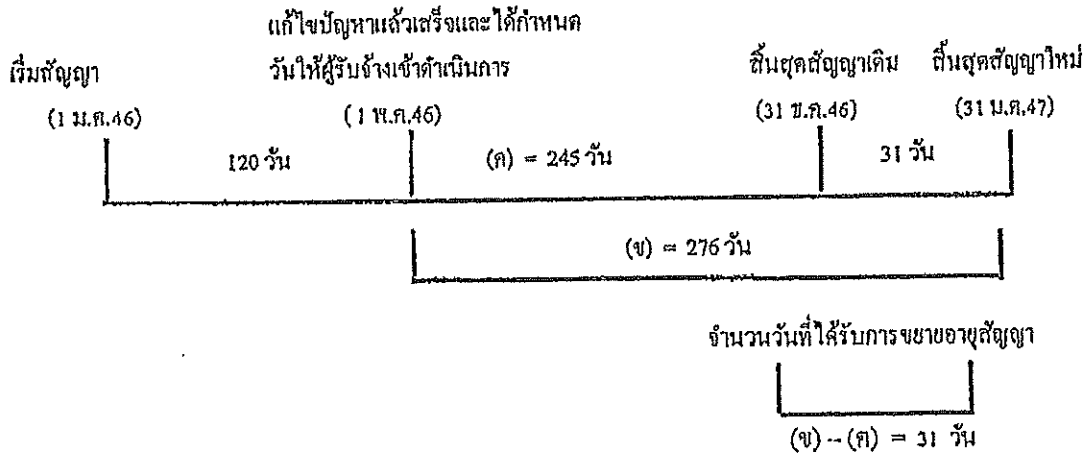 แก้ไขปัญหาแล้วเสร็จและได้กำหนด
เริ่มสัญญา วันให้ผู้รับจ้างเข้าดำเนินการ สิ้นสุดสัญญาเดิม สิ้นสุดสัญญาใหม่
(1 ม.ค.46) (1 พ.ค.46) (31 ธ.ค.46) (31 ม.ค.47)
120 วัน (ค) = 245 วัน 31 วัน
(ข) = 276 วัน
จำนวนวันที่ได้รับการขยายอายุสัญญา
(ข) - (ค) = 31 วัน